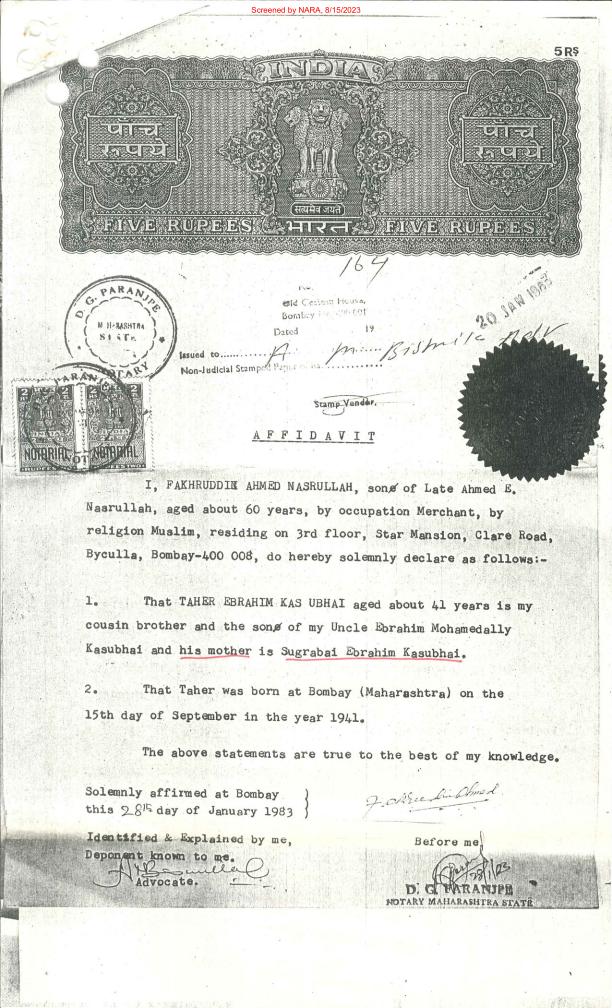 Screened by NARA, 8/15/2023
5 RS
INDIA
पाँच
रूपये
पाँच
रूपये
सत्यमेव जयते
FIVE RUPEES भारत FIVE RUPEES
164
Old Custom House,
Bombay
20 JAN 1983
Dated 19
D. G. PARANJPE
MAHARASHTRA
STATE
NOTARY
Issued to A M Bismilla Adv
Non-Judicial Stamped
Stamp Vendor.
NOTARIAL NOTARIAL
AFFIDAVIT
I, FAKHRUDDIN AHMED NASRULLAH, son of Late Ahmed E.
Nasrullah, aged about 60 years, by occupation Merchant, by
religion Muslim, residing on 3rd floor, Star Mansion, Clare Road,
Byculla, Bombay-400 008, do hereby solemnly declare as follows:-
1. That TAHER EBRAHIM KAS UBHAI aged about 41 years is my
cousin brother and the son of my Uncle Ebrahim Mohamedally
Kasubhai and his mother is Sugrabai Ebrahim Kasubhai.
2. That Taher was born at Bombay (Maharashtra) on the
15th day of September in the year 1941.
The above statements are true to the best of my knowledge.
Solemnly affirmed at Bombay
this 28th day of January 1983
Identified & Explained by me,
Deponent known to me.
Advocate.
Before me
28/1/83
D. G. PARANJPE
NOTARY MAHARASHTRA STATE